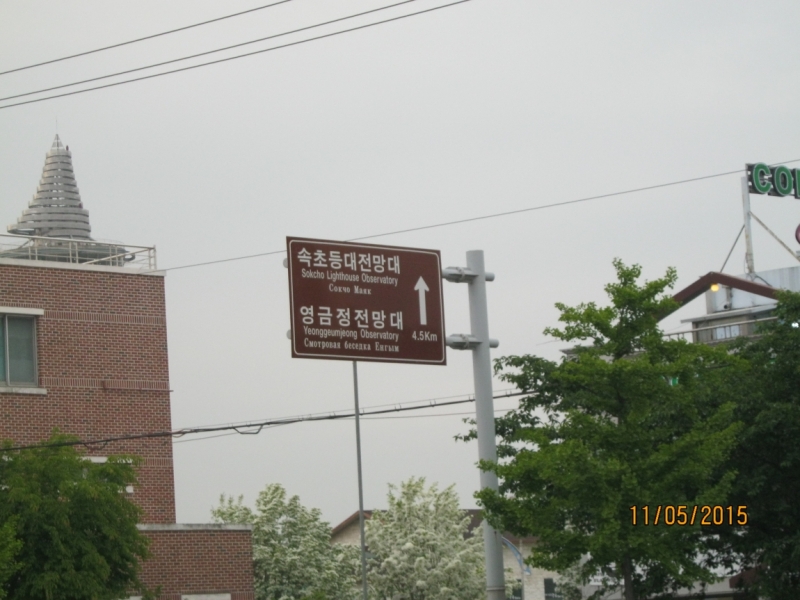 속초등대전망대
Sokcho Lighthouse Observatory
Сокчо Маяк
영금정전망대
Yeonggeumjeong Observatory
Смотровая беседка Енгым
4.5Km
11/05/2015